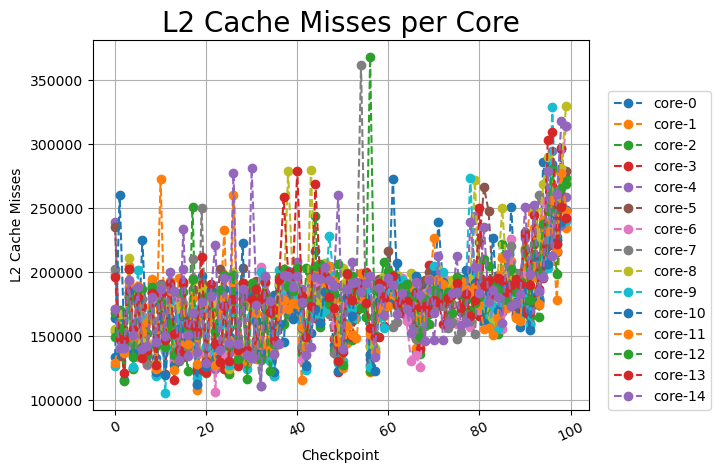 L2 Cache Misses per Core
L2 Cache Misses
350000
300000
250000
200000
150000
100000
0
20
40
60
80
100
Checkpoint
core-0
core-1
core-2
core-3
core-4
core-5
core-6
core-7
core-8
core-9
core-10
core-11
core-12
core-13
core-14